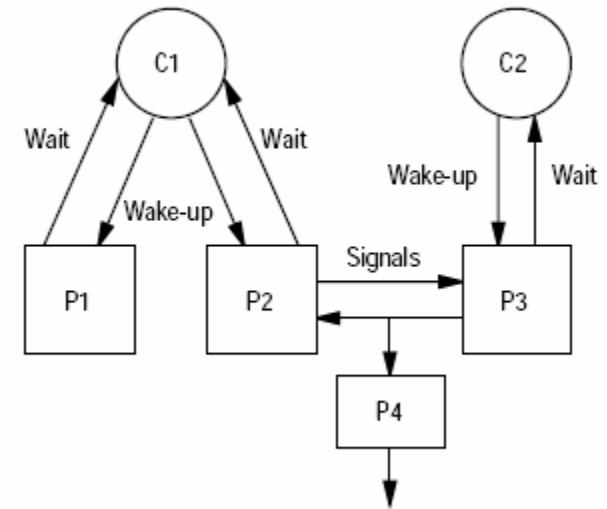 C1
C2
Wait
Wait
Wake-up
Wait
Wake-up
Signals
P1
P2
P3
P4